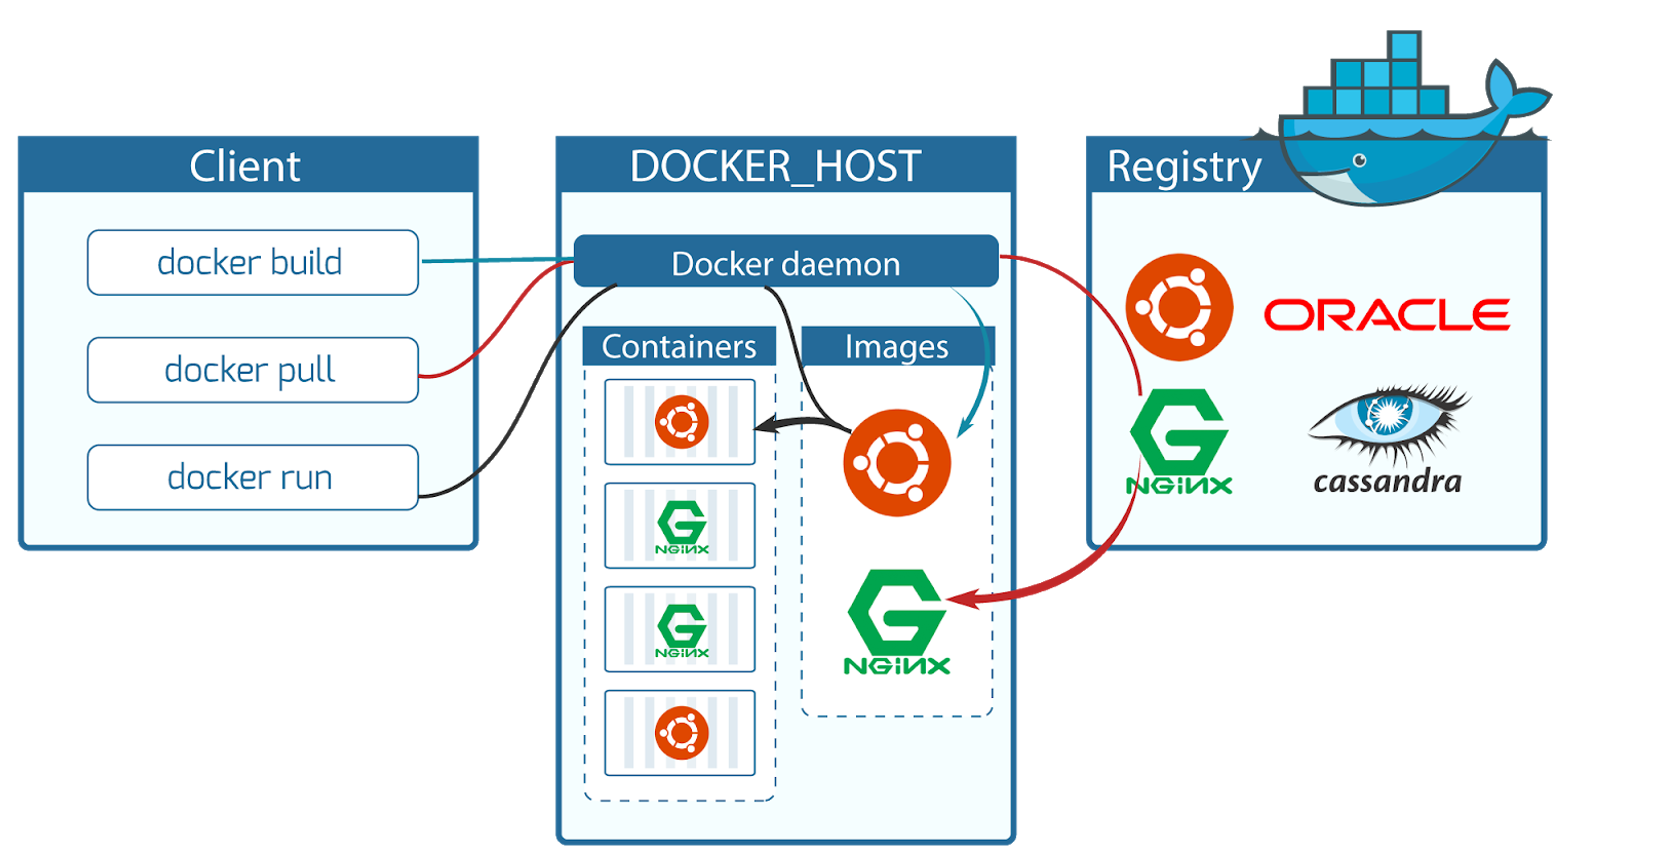 Client
docker build
docker pull
docker run
DOCKER_HOST
Docker daemon
Containers
NGINX
NGINX
Images
NGINX
Registry
ORACLE
NGINX
cassandra